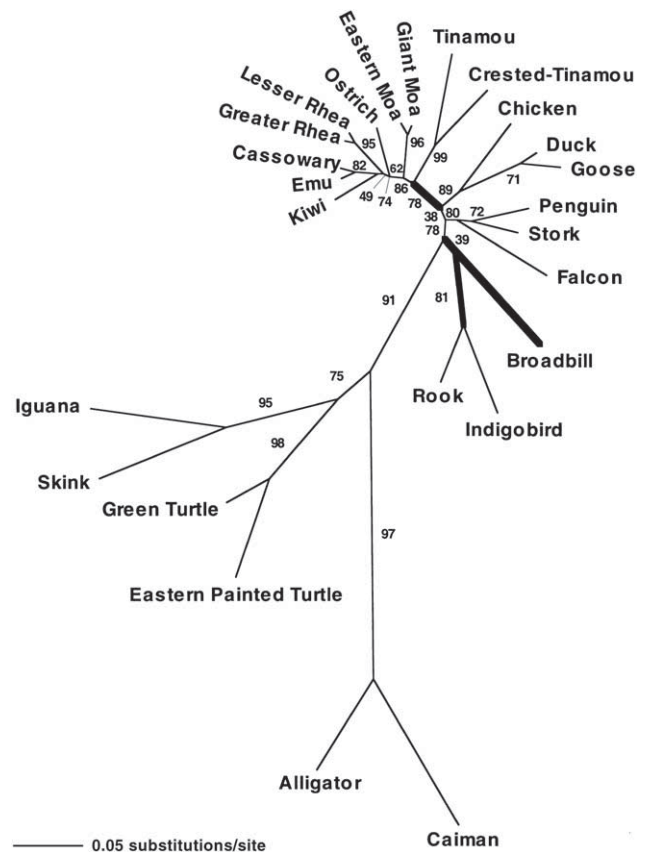 Tinamou
Giant Moa
Eastern Moa
Ostrich
Lesser Rhea
Greater Rhea
Cassowary
Emu
Kiwi
Crested-Tinamou
Chicken
Duck
Goose
Penguin
Stork
Falcon
Broadbill
Rook
Indigobird
95
82
49
74
62
86
96
99
78
89
71
38
80
72
78
39
81
91
75
95
98
97
Iguana
Skink
Green Turtle
Eastern Painted Turtle
Alligator
Caiman
0.05 substitutions/site